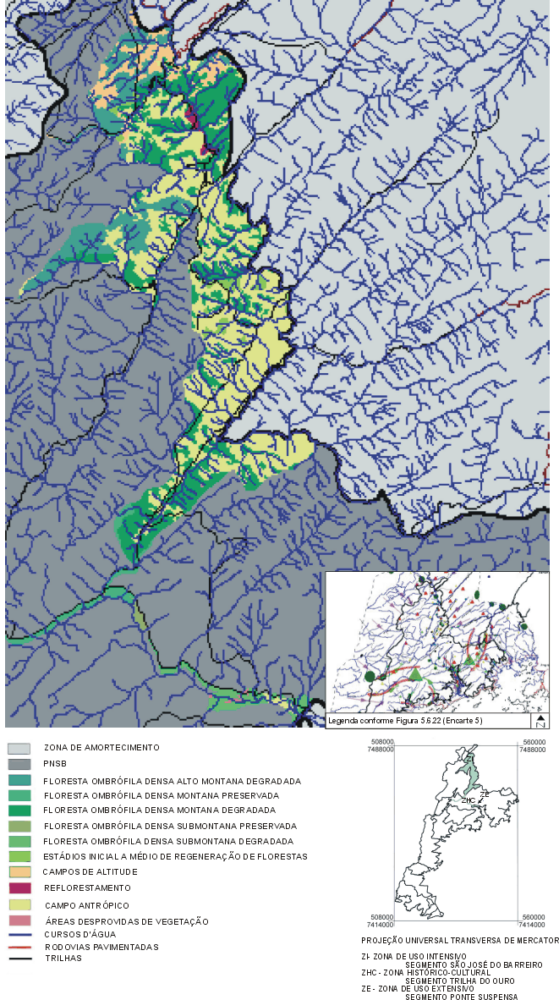 Legenda conforme Figura 5.6.22 (Encarte 5)
Z
ZONA DE AMORTECIMENTO
PNSB
FLORESTA OMBRÓFILA DENSA ALTO MONTANA DEGRADADA
FLORESTA OMBRÓFILA DENSA MONTANA PRESERVADA
FLORESTA OMBRÓFILA DENSA MONTANA DEGRADADA
FLORESTA OMBRÓFILA DENSA SUBMONTANA PRESERVADA
FLORESTA OMBRÓFILA DENSA SUBMONTANA DEGRADADA
ESTÁDIOS INICIAL A MÉDIO DE REGENERAÇÃO DE FLORESTAS
CAMPOS DE ALTITUDE
REFLORESTAMENTO
CAMPO ANTRÓPICO
ÁREAS DESPROVIDAS DE VEGETAÇÃO
CURSOS D'ÁGUA
RODOVIAS PAVIMENTADAS
TRILHAS
508000
7488000
560000
7488000
ZI
ZE
ZHC
508000
7414000
560000
7414000
PROJEÇÃO UNIVERSAL TRANSVERSA DE MERCATOR
ZI- ZONA DE USO INTENSIVO
SEGMENTO SÃO JOSÉ DO BARREIRO
ZHC - ZONA HISTÓRICO-CULTURAL
SEGMENTO TRILHA DO OURO
ZE - ZONA DE USO EXTENSIVO
SEGMENTO PONTE SUSPENSA